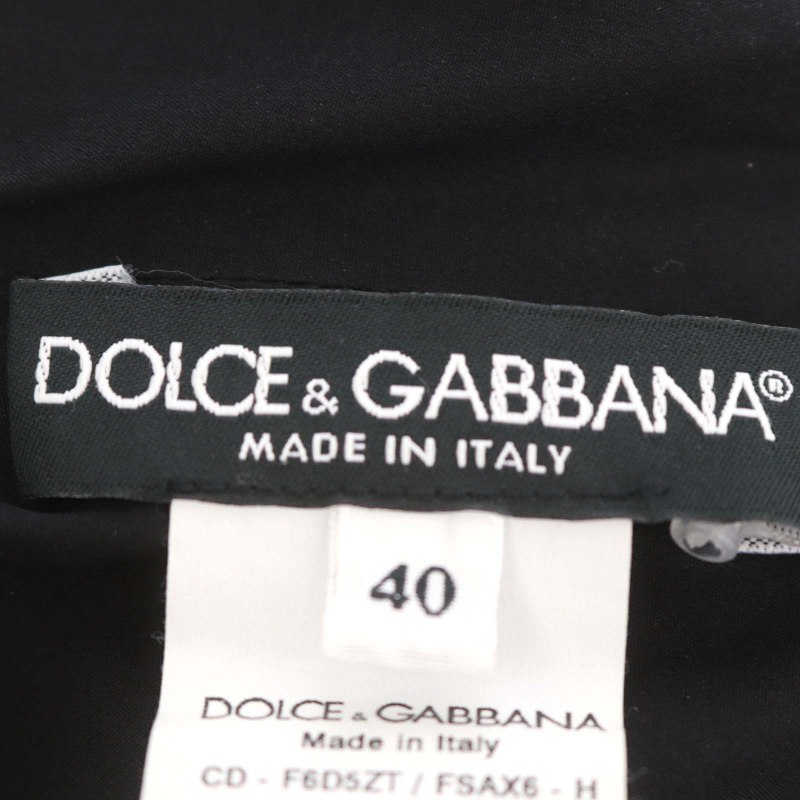 DOLCE & GABBANA®
MADE IN ITALY
40
DOLCE & GABBANA
Made in Italy
CD - F6D5ZT / FSAX6 - H